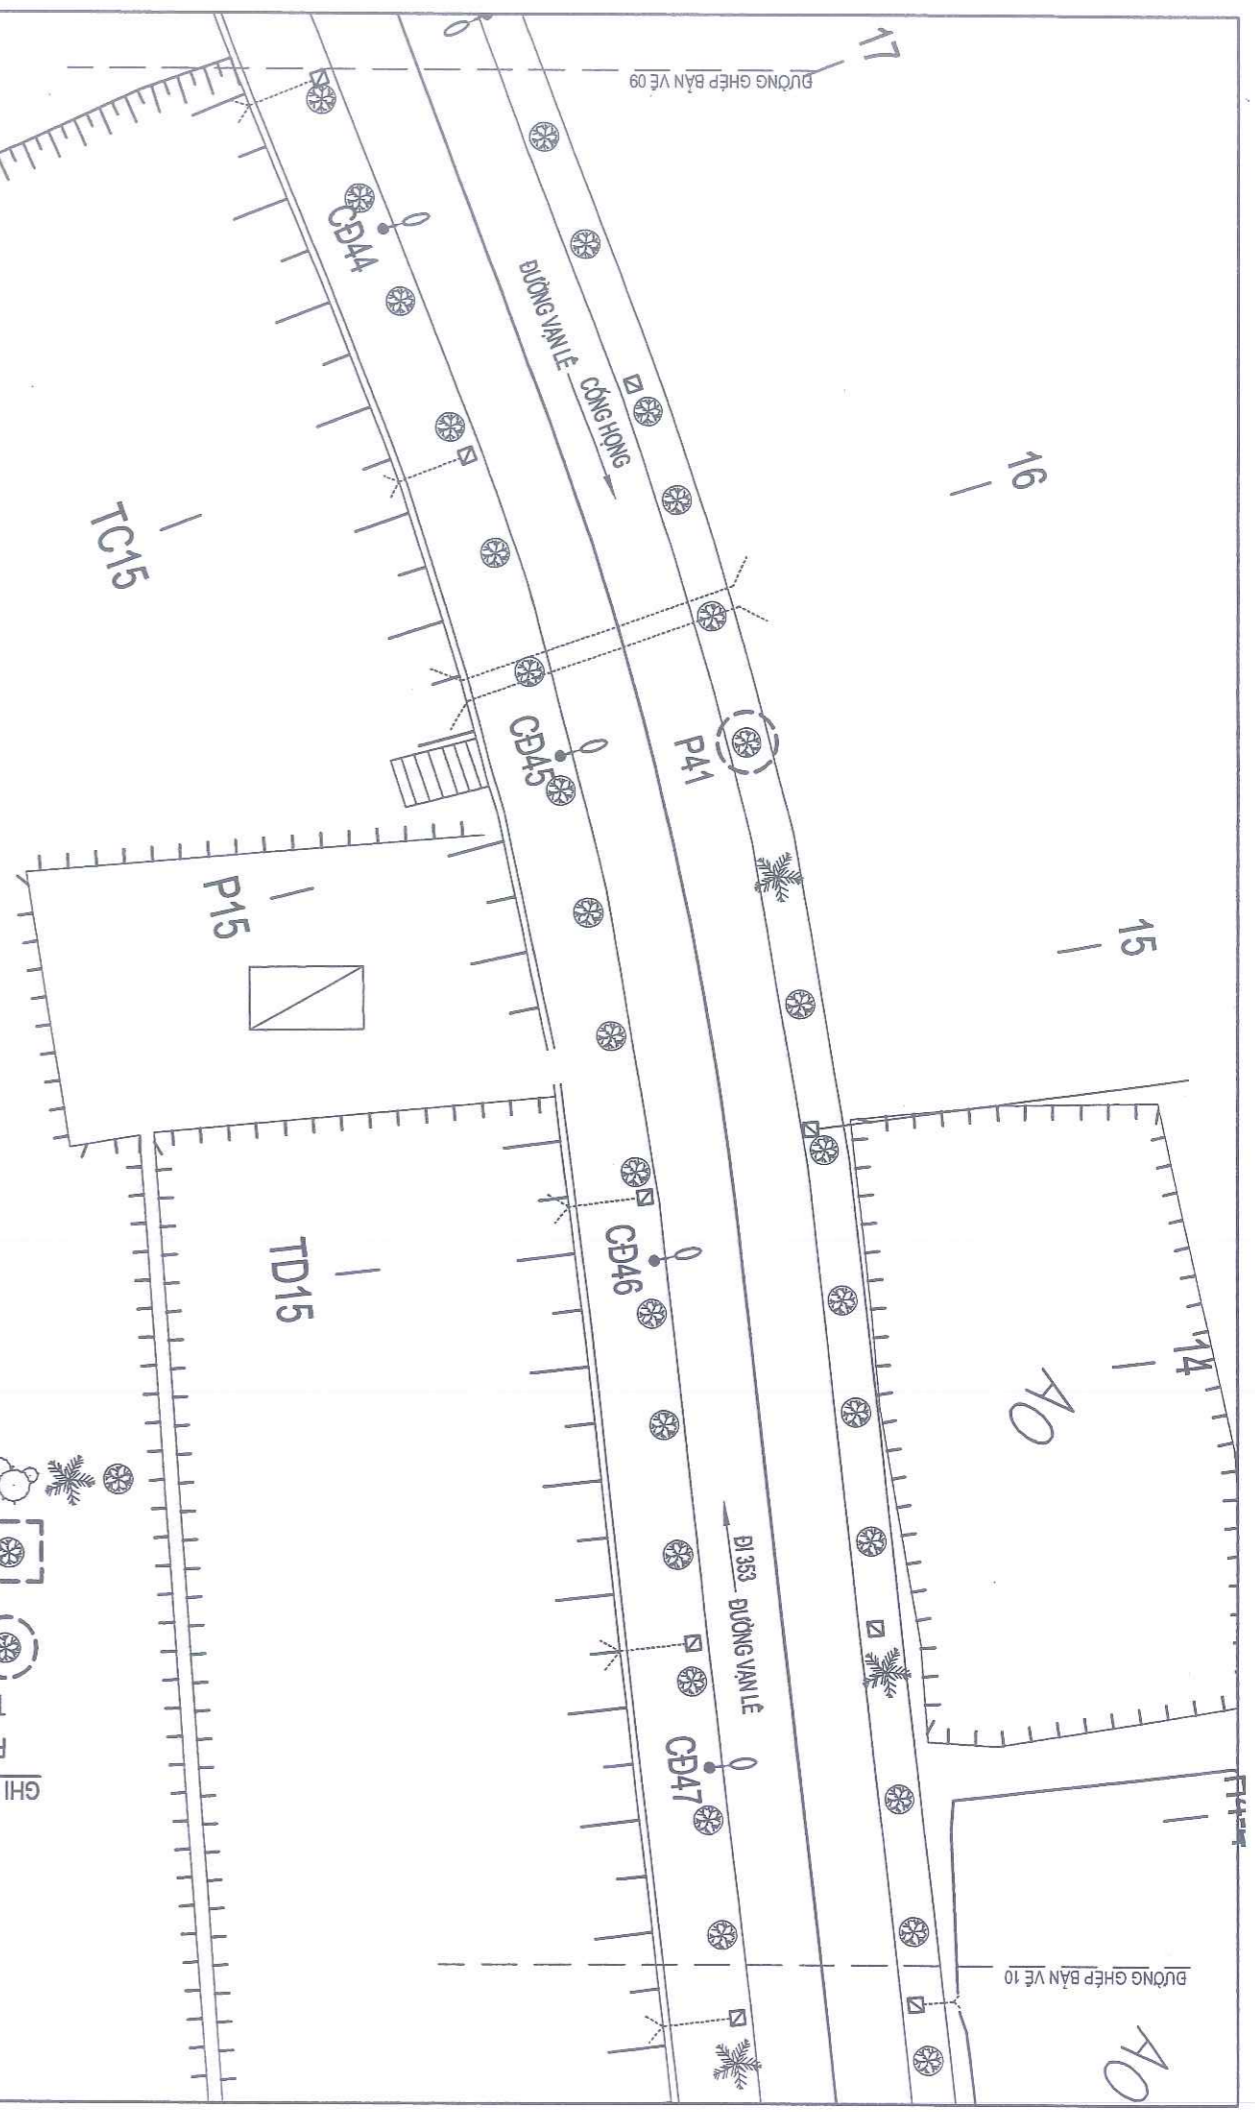 17
ĐƯỜNG GHÉP BẢN VẼ 09
CĐ44
ĐƯỜNG VẠN LÊ
CỐNG HỌNG
16
TC15
CĐ45
P41
P15
15
TD15
CĐ46
14
AO
ĐI 353
ĐƯỜNG VẠN LÊ
CĐ47
GHI
ĐƯỜNG GHÉP BẢN VẼ 10
AO